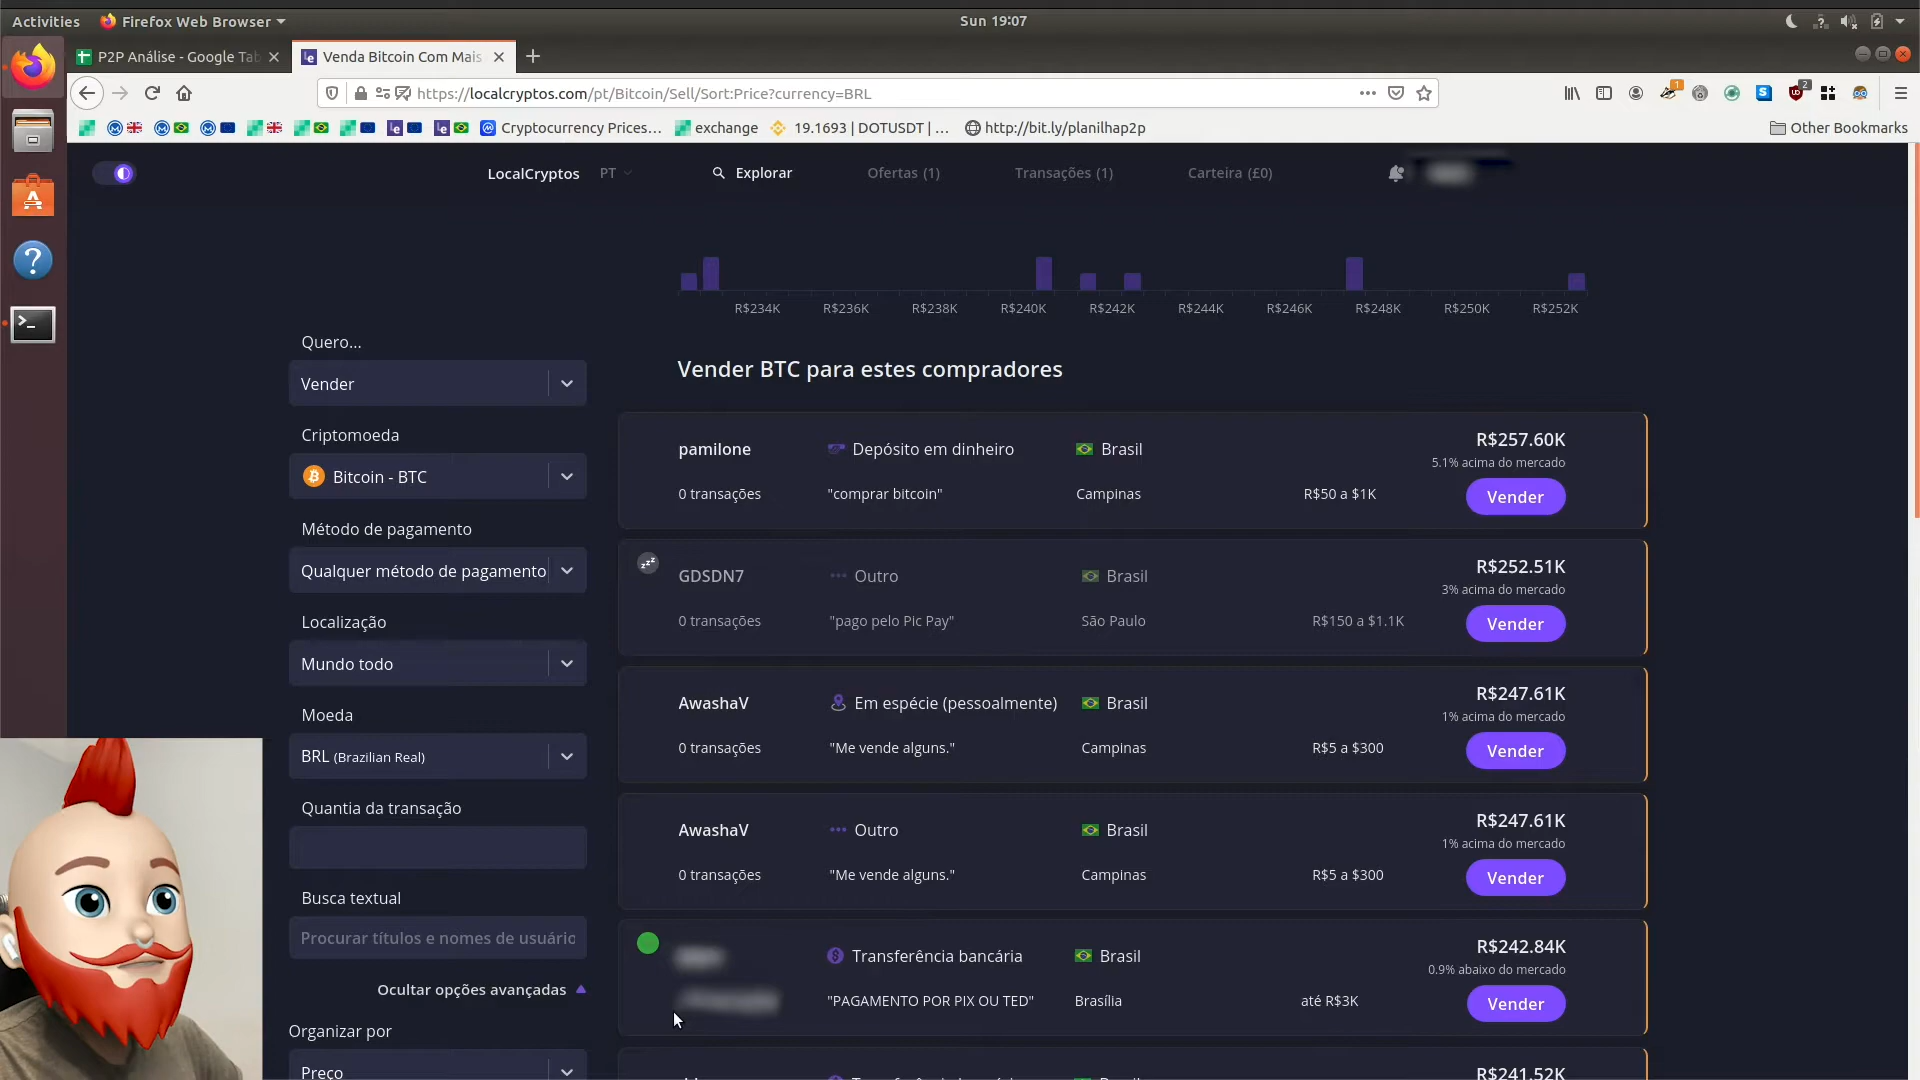 Activities
Firefox Web Browser
Sun 19:07
P2P Análise - Google Tab
Venda Bitcoin Com Mais
https://localcryptos.com/pt/Bitcoin/Sell/Sort:Price?currency=BRL
Cryptocurrency Prices…
exchange
19.1693 | DOTUSDT | …
http://bit.ly/planilhap2p
Other Bookmarks
LocalCryptos
PT
Explorar
Ofertas (1)
Transações (1)
Carteira (£0)
R$234K
R$236K
R$238K
R$240K
R$242K
R$244K
R$246K
R$248K
R$250K
R$252K
Quero...
Vender
Criptomoeda
Bitcoin - BTC
Método de pagamento
Qualquer método de pagamento
Localização
Mundo todo
Moeda
BRL (Brazilian Real)
Quantia da transação
Busca textual
Procurar títulos e nomes de usuário
Ocultar opções avançadas
Organizar por
Preço
Vender BTC para estes compradores
pamilone
Depósito em dinheiro
Brasil
R$257.60K
5.1% acima do mercado
0 transações
"comprar bitcoin"
Campinas
R$50 a $1K
Vender
GDSDN7
Outro
Brasil
R$252.51K
3% acima do mercado
0 transações
"pago pelo Pic Pay"
São Paulo
R$150 a $1.1K
Vender
AwashaV
Em espécie (pessoalmente)
Brasil
R$247.61K
1% acima do mercado
0 transações
"Me vende alguns."
Campinas
R$5 a $300
Vender
AwashaV
Outro
Brasil
R$247.61K
1% acima do mercado
0 transações
"Me vende alguns."
Campinas
R$5 a $300
Vender
Transferência bancária
Brasil
R$242.84K
0.9% abaixo do mercado
"PAGAMENTO POR PIX OU TED"
Brasília
até R$3K
Vender
R$241.52K